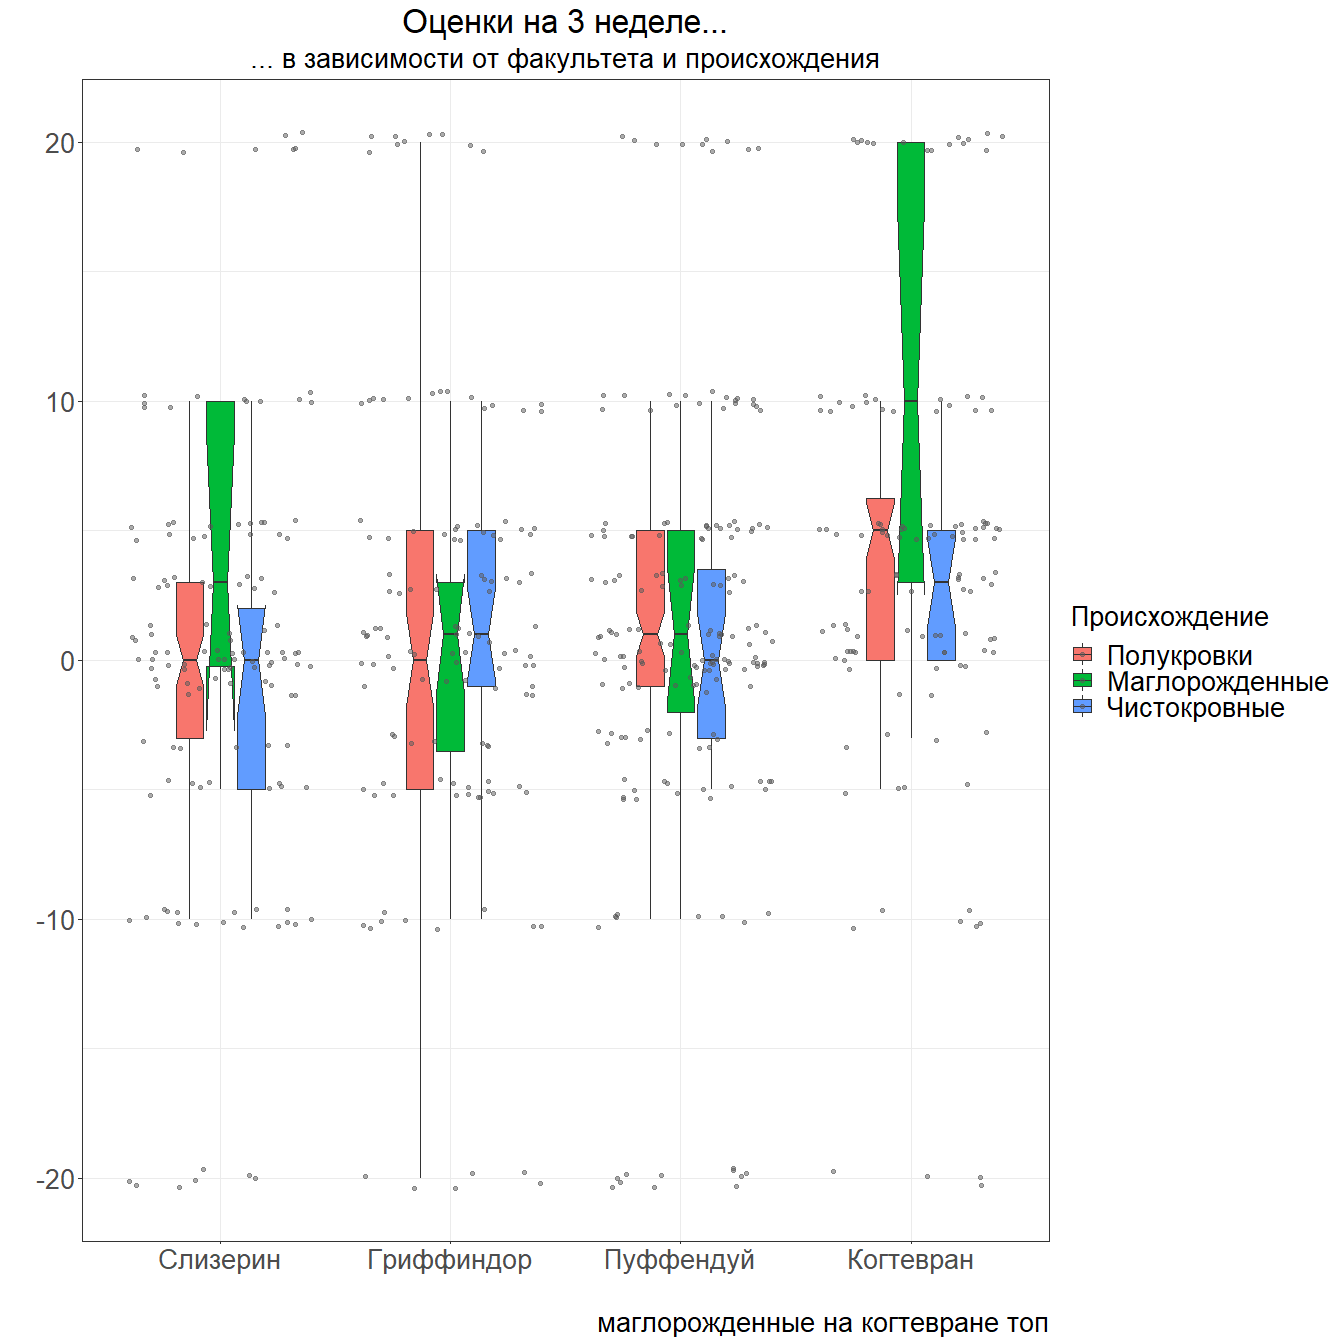 Оценки на 3 неделе...
... в зависимости от факультета и происхождения
20
10
0
-10
-20
Слизерин Гриффиндор Пуффендуй Когтевран
Происхождение
Полукровки
Маглорожденные
Чистокровные
маглорожденные на когтевране топ